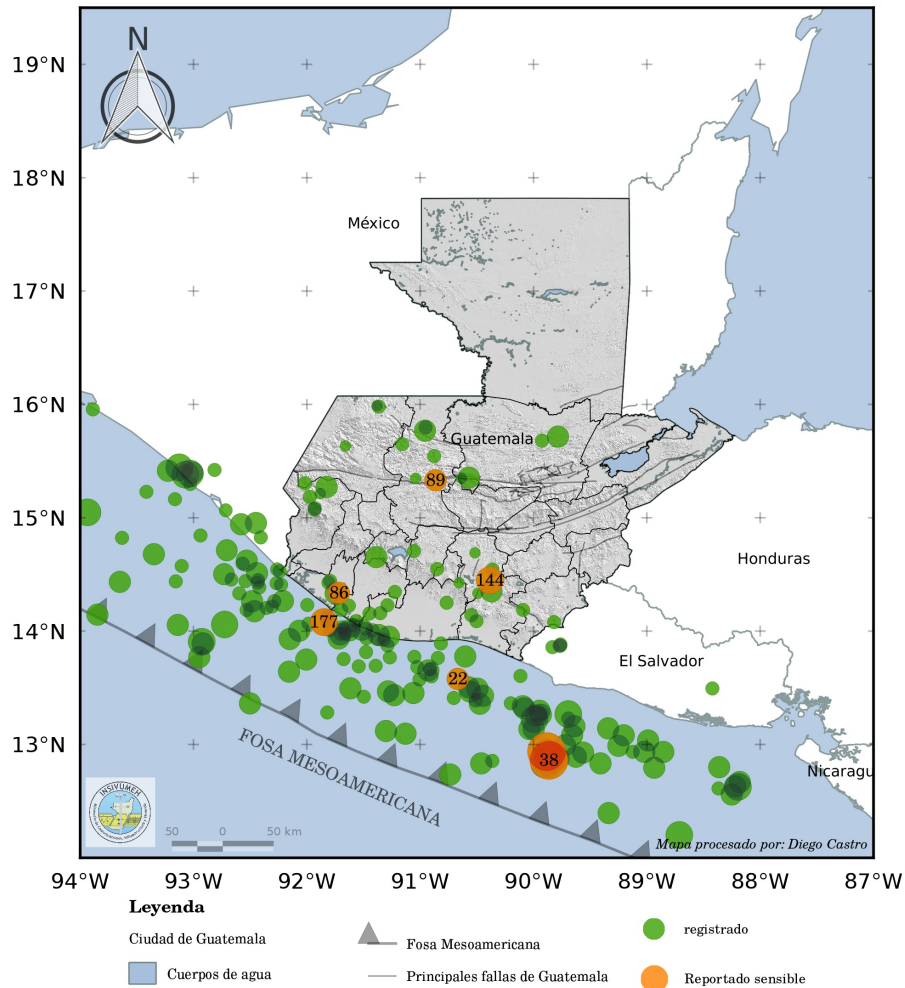 N
19°N
18°N
México
17°N
16°N
Guatemala
89
15°N
144
Honduras
86
177
14°N
El Salvador
22
13°N
38
FOSA MESOAMERICANA
Nicaragu
INSIVUMEH
50 0 50 km
Mapa procesado por: Diego Castro
94°W 93°W 92°W 91°W 90°W 89°W 88°W 87°W
Leyenda
Ciudad de Guatemala
Cuerpos de agua
Fosa Mesoamericana
Principales fallas de Guatemala
registrado
Reportado sensible